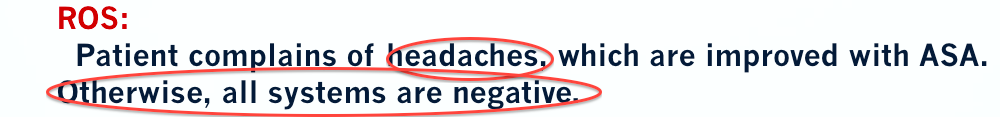 ROS:
Patient complains of headaches, which are improved with ASA.
Otherwise, all systems are negative.